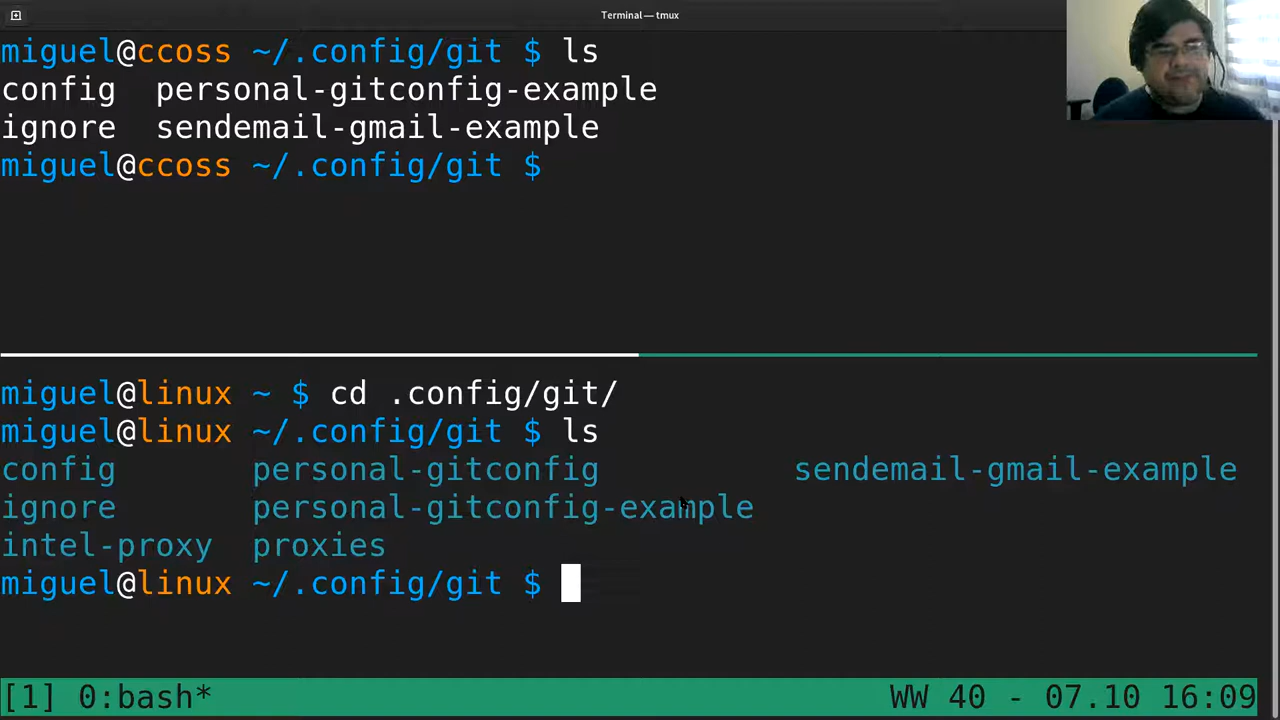 Terminal — tmux
miguel@ccoss ~/.config/git $ ls
config personal-gitconfig-example
ignore sendemail-gmail-example
miguel@ccoss ~/.config/git $
miguel@linux ~ $ cd .config/git/
miguel@linux ~/.config/git $ ls
config personal-gitconfig sendemail-gmail-example
ignore personal-gitconfig-example
intel-proxy proxies
miguel@linux ~/.config/git $
[1] 0:bash* WW 40 - 07.10 16:09